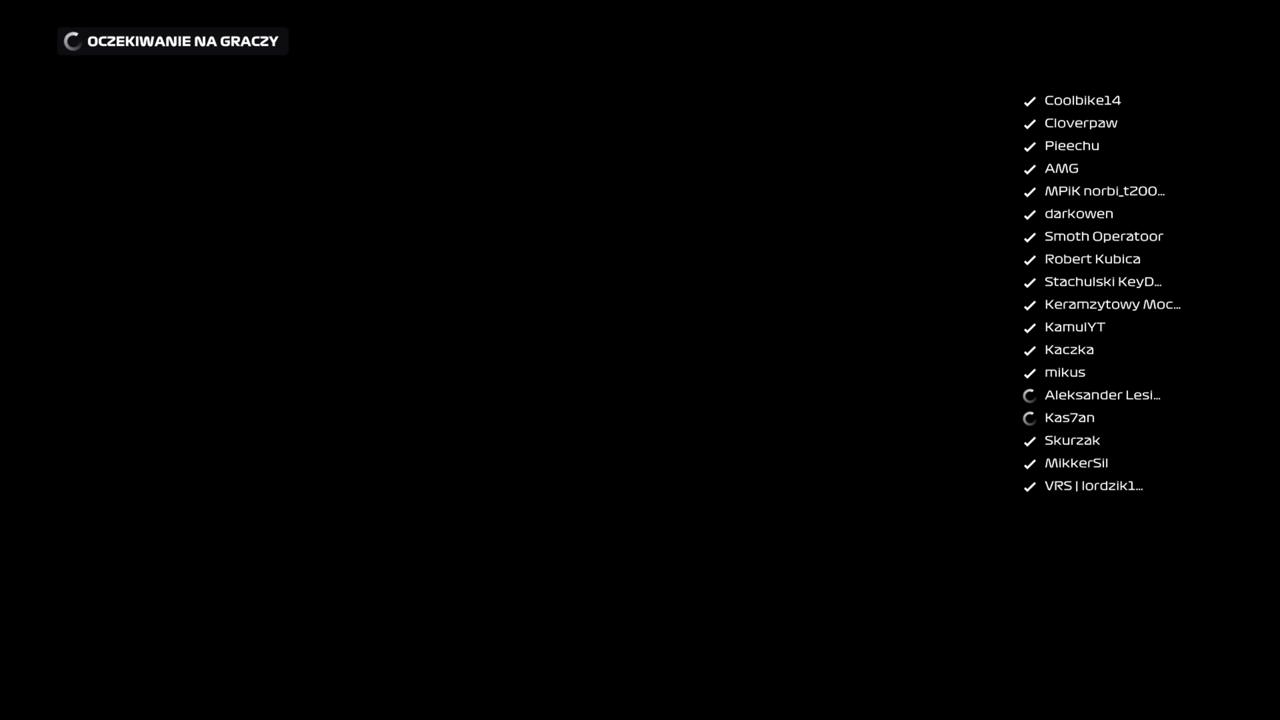 OCZEKIWANIE NA GRACZY
Coolbike14
Cloverpaw
Pieechu
AMG
MPiK norbi_t200...
darkowen
Smoth Operatoor
Robert Kubica
Stachulski KeyD...
Keramzytowy Moc...
KamulYT
Kaczka
mikus
Aleksander Lesi...
Kas7an
Skurzak
MikkerSil
VRS | lordzik1...